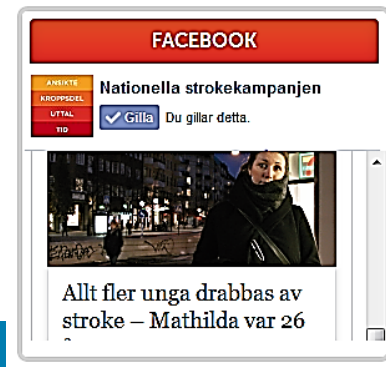 FACEBOOK
ANSIKTE
KROPPSDEL
UTTAL
TID
Nationella strokekampanjen
Gilla Du gillar detta.
Allt fler unga drabbas av
stroke – Mathilda var 26